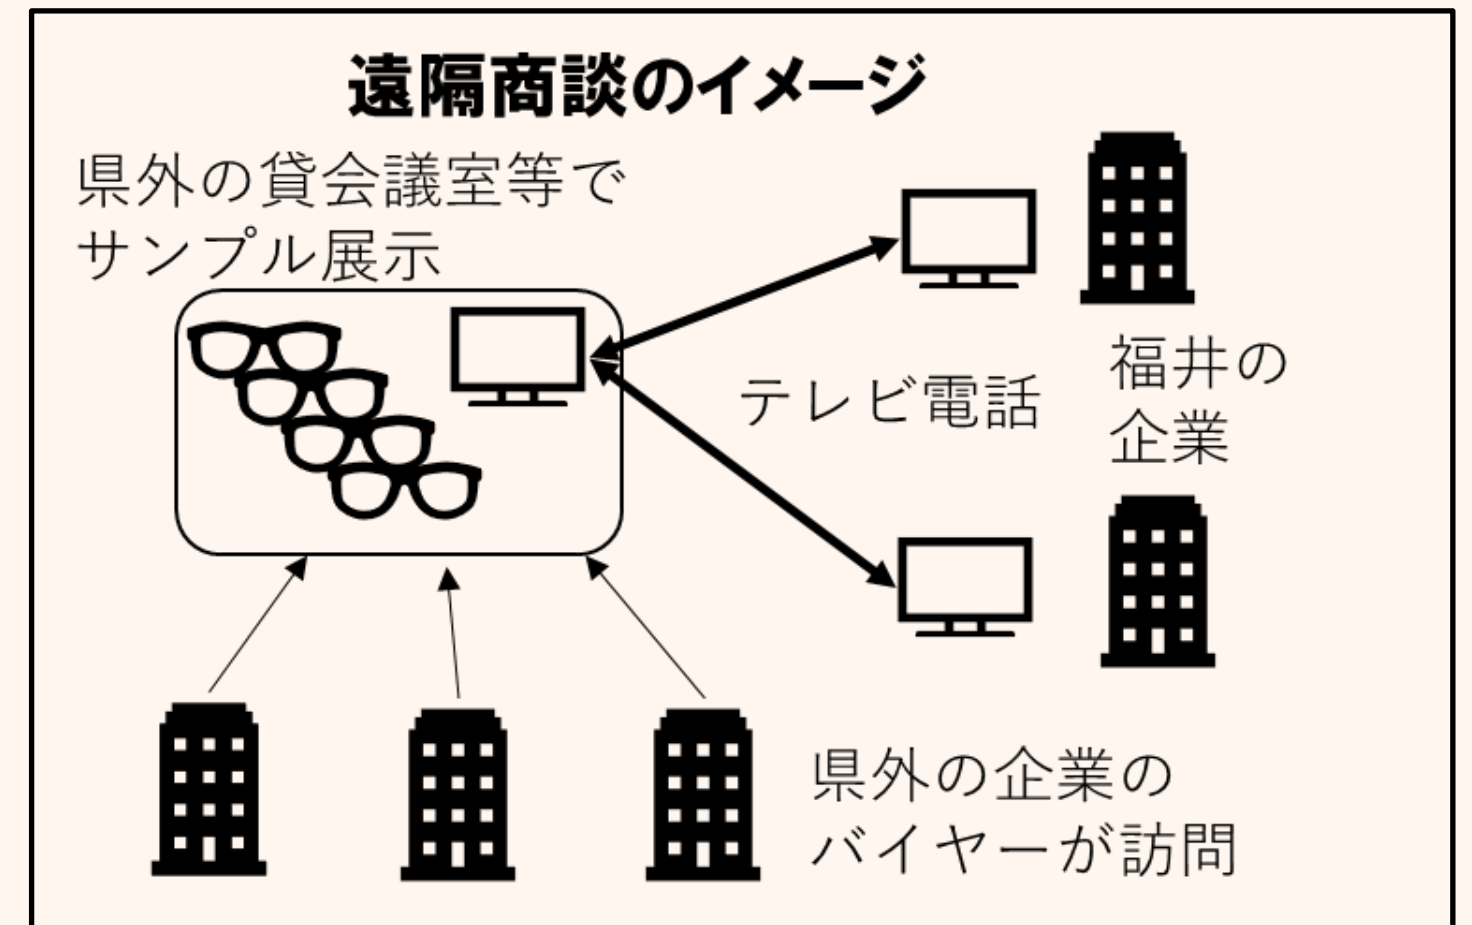 遠隔商談のイメージ
県外の貸会議室等で
サンプル展示
テレビ電話
福井の
企業
県外の企業の
バイヤーが訪問